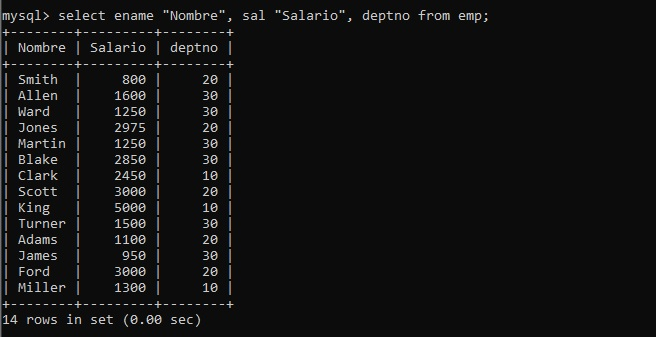 mysql> select ename "Nombre", sal "Salario", deptno from emp;
+--------+---------+--------+
| Nombre | Salario | deptno |
+--------+---------+--------+
| Smith  |     800 |     20 |
| Allen  |    1600 |     30 |
| Ward   |    1250 |     30 |
| Jones  |    2975 |     20 |
| Martin |    1250 |     30 |
| Blake  |    2850 |     30 |
| Clark  |    2450 |     10 |
| Scott  |    3000 |     20 |
| King   |    5000 |     10 |
| Turner |    1500 |     30 |
| Adams  |    1100 |     20 |
| James  |     950 |     30 |
| Ford   |    3000 |     20 |
| Miller |    1300 |     10 |
+--------+---------+--------+
14 rows in set (0.00 sec)